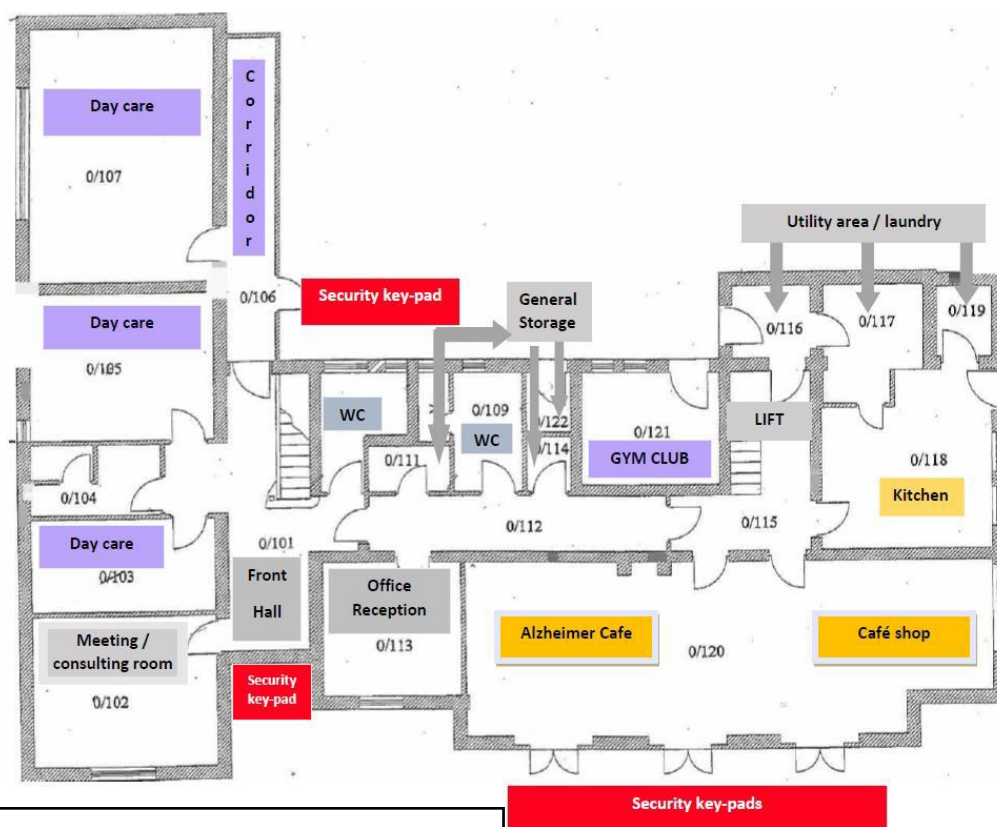 Day care
0/107
C
o
r
r
i
d
o
r
Utility area / laundry
0/106
Security key-pad
General
Storage
Day care
0/105
0/116
0/117
0/119
WC
0/109
WC
0/122
0/114
0/121
GYM CLUB
LIFT
0/111
0/118
Kitchen
0/104
0/112
0/115
Day care
0/103
0/101
Front
Hall
Office
Reception
0/113
Meeting /
consulting room
0/102
Security
key-pad
Alzheimer Cafe
0/120
Café shop
Security key-pads